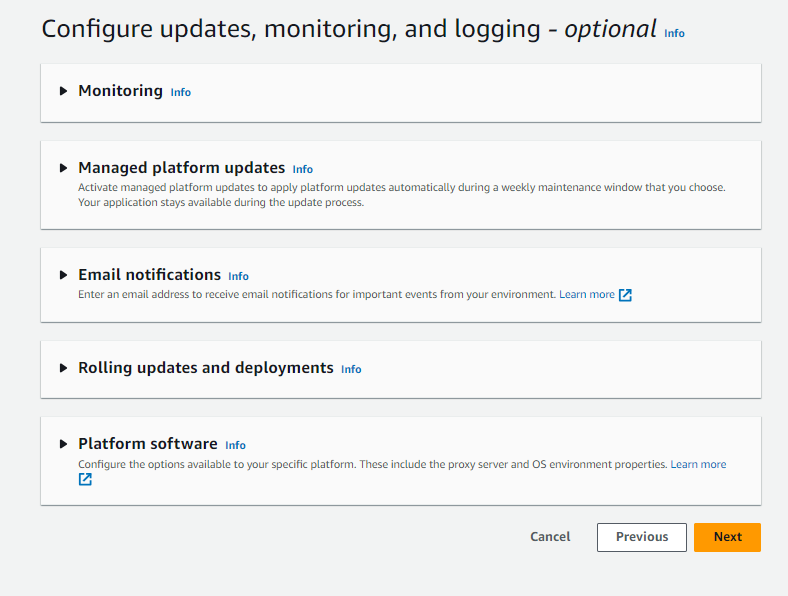 Configure updates, monitoring, and logging - optional Info
Monitoring Info
Managed platform updates Info
Activate managed platform updates to apply platform updates automatically during a weekly maintenance window that you choose.
Your application stays available during the update process.
Email notifications Info
Enter an email address to receive email notifications for important events from your environment. Learn more
Rolling updates and deployments Info
Platform software Info
Configure the options available to your specific platform. These include the proxy server and OS environment properties. Learn more
Cancel Previous Next